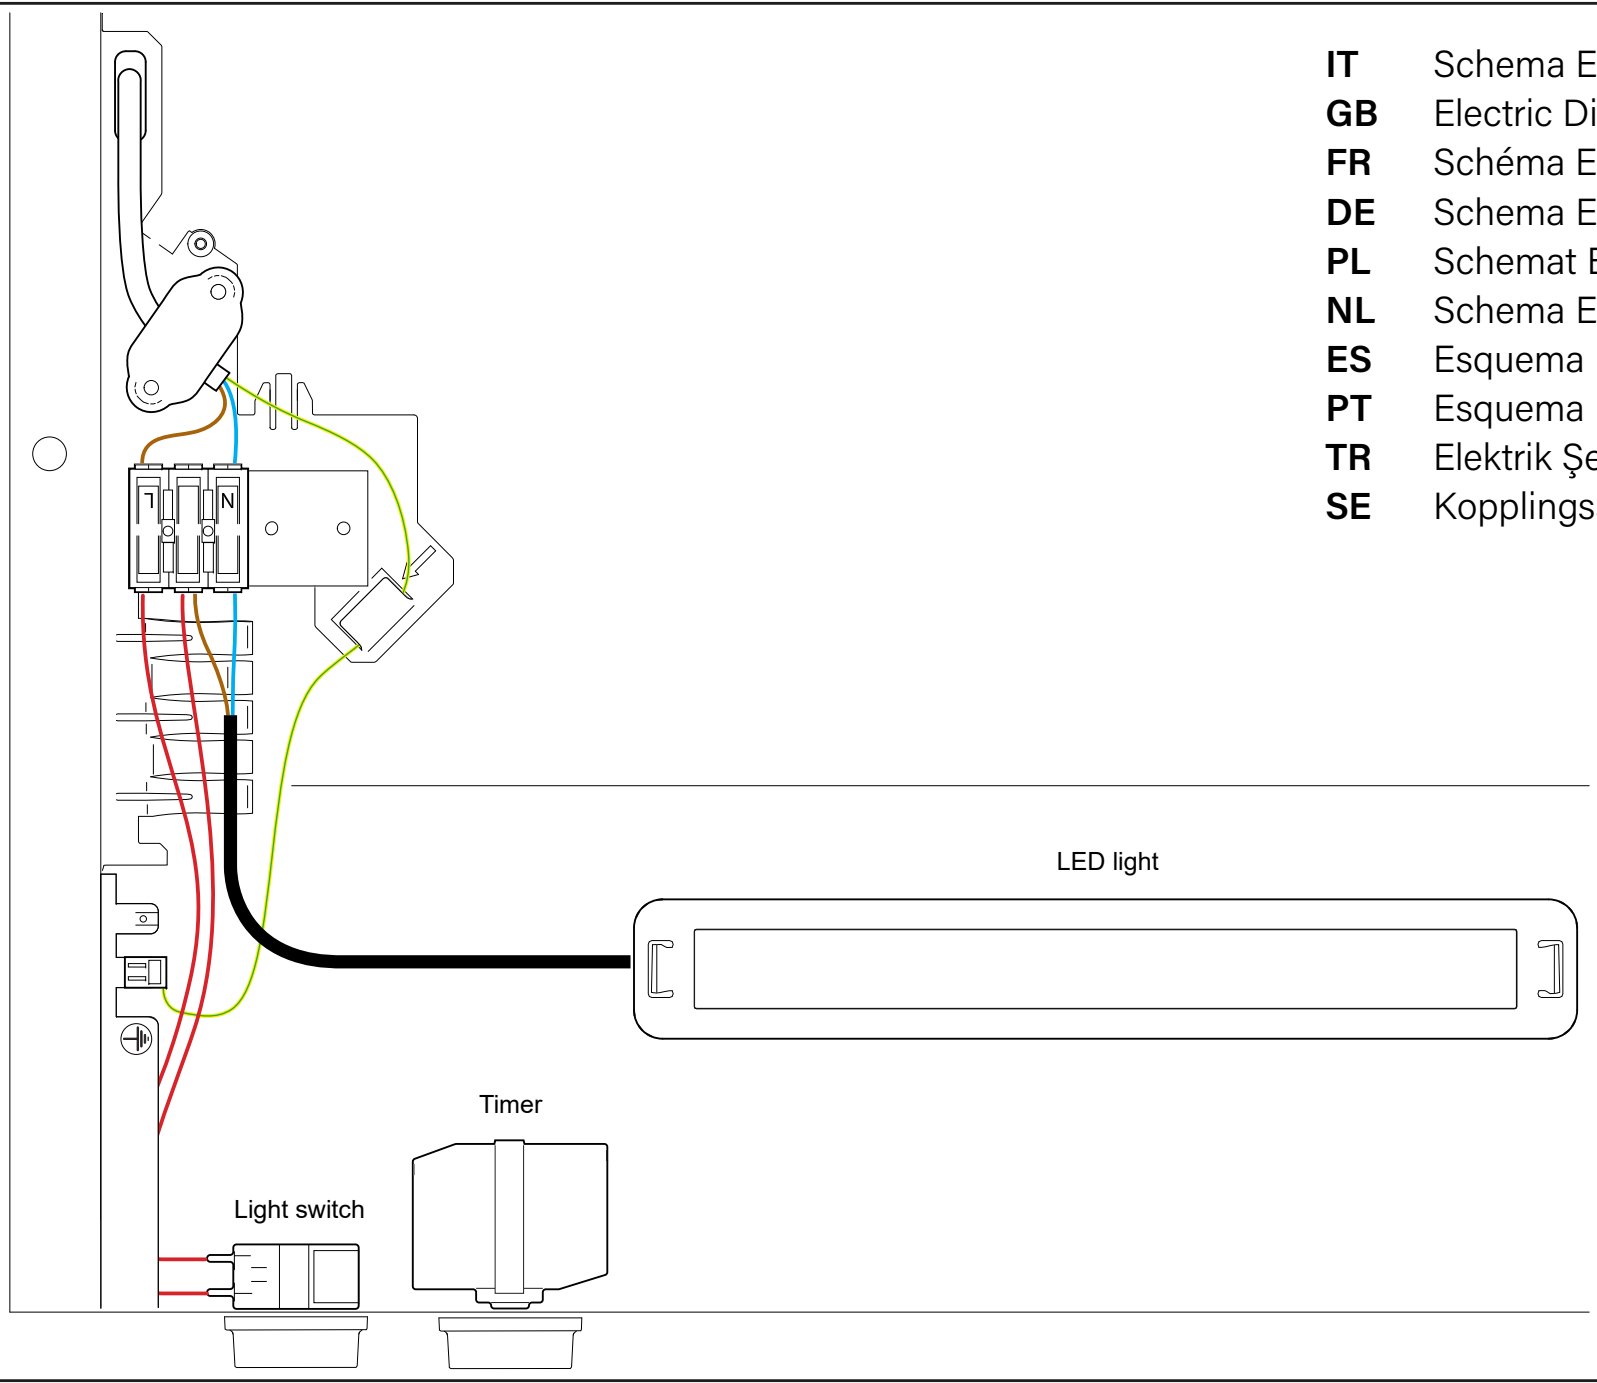 IT Schema E
GB Electric Di
FR Schéma E
DE Schema E
PL Schemat E
NL Schema E
ES Esquema
PT Esquema
TR Elektrik Şe
SE Kopplings
L N
LED light
Timer
Light switch